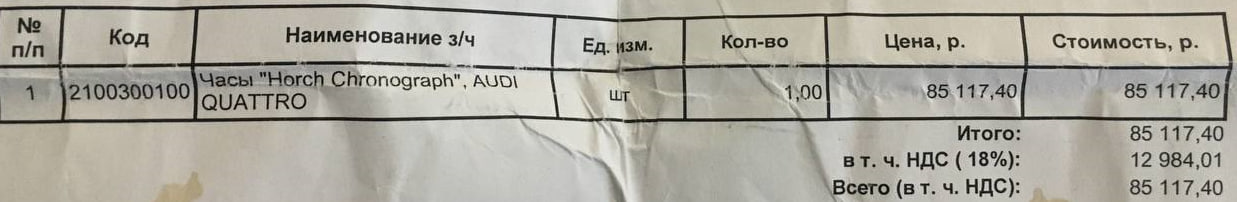 № п/п Код Наименование з/ч Ед. изм. Кол-во Цена, р. Стоимость, р.
1 2100300100 Часы "Horch Chronograph", AUDI QUATTRO шт 1,00 85 117,40 85 117,40
Итого: 85 117,40
в т. ч. НДС ( 18%): 12 984,01
Всего (в т. ч. НДС): 85 117,40